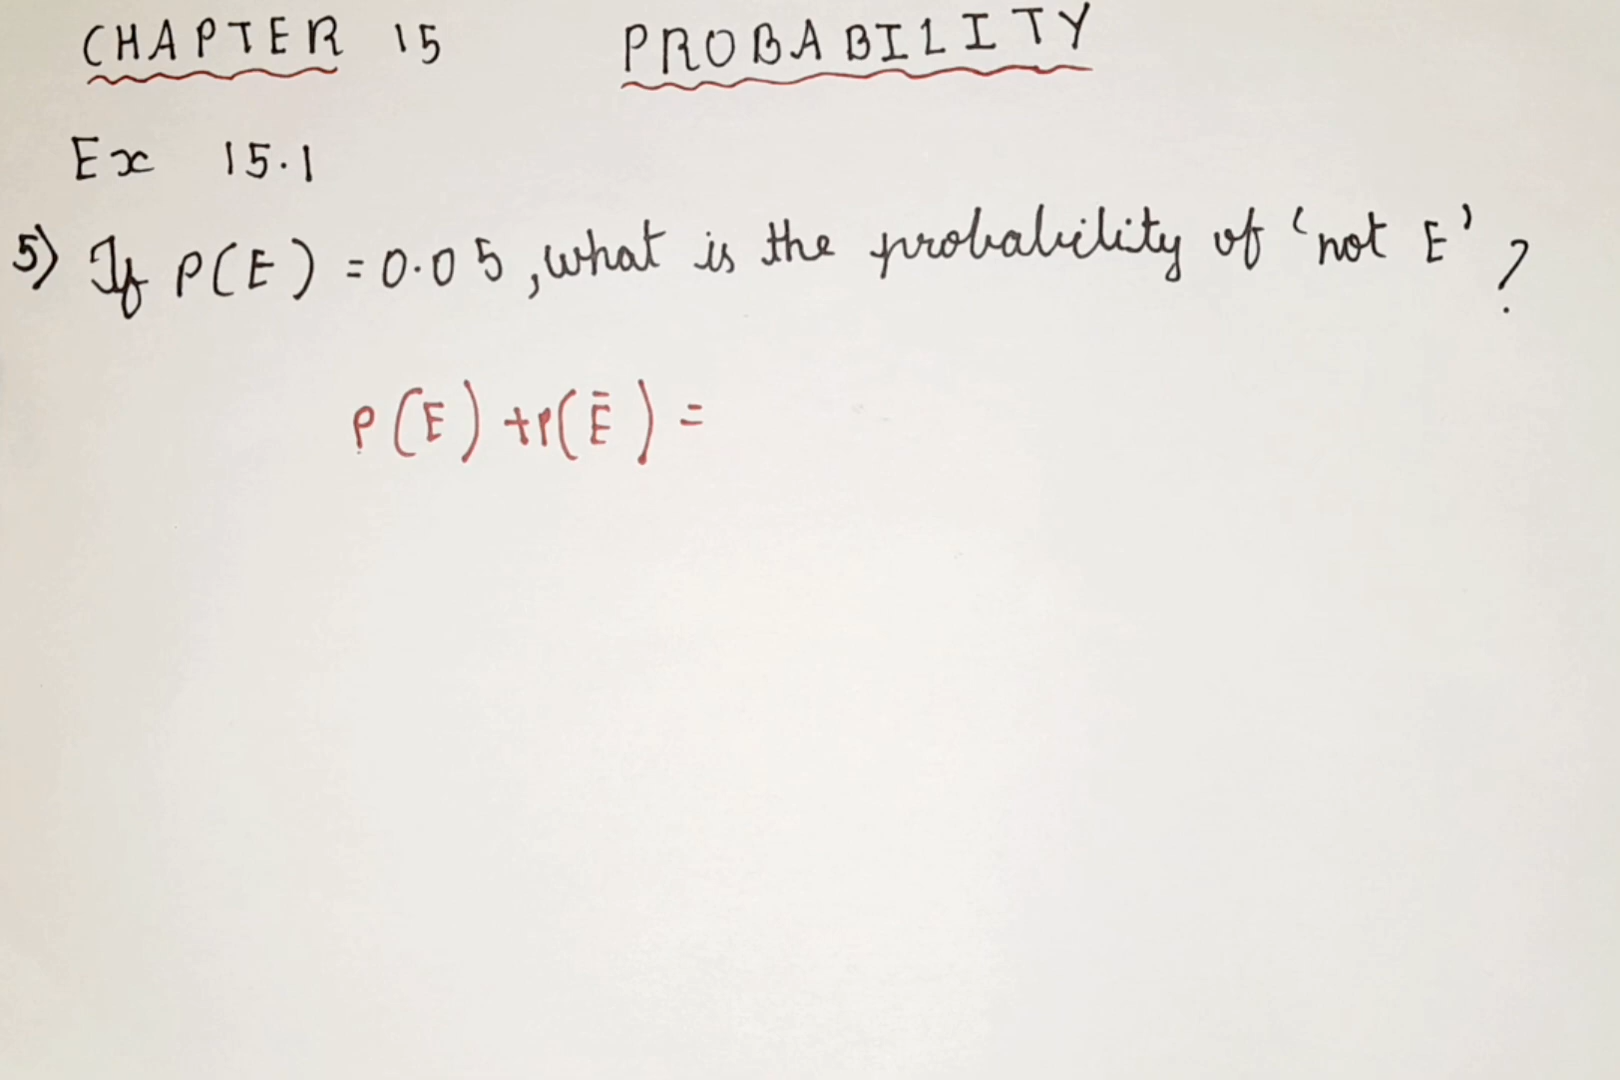 CHAPTER 15 PROBABILITY
Ex 15.1
5) If P(E) = 0.05, what is the probability of ‘not E’ ?
P(E) + P(Ē) =